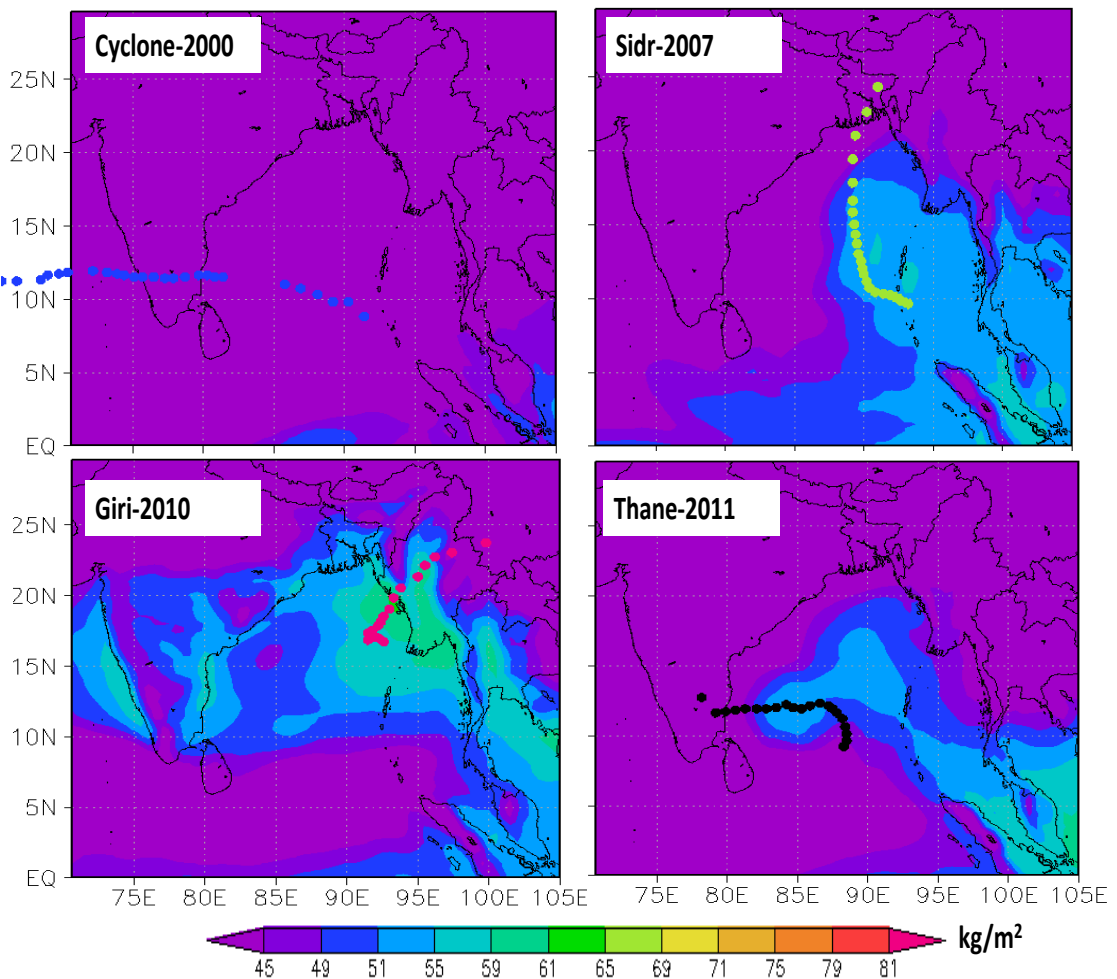 Cyclone-2000
Sidr-2007
25N
20N
15N
10N
5N
EQ
Giri-2010
Thane-2011
25N
20N
15N
10N
5N
EQ
75E 80E 85E 90E 95E 100E 105E 75E 80E 85E 90E 95E 100E 105E
45 49 51 55 59 61 65 69 71 75 79 81 kg/m²